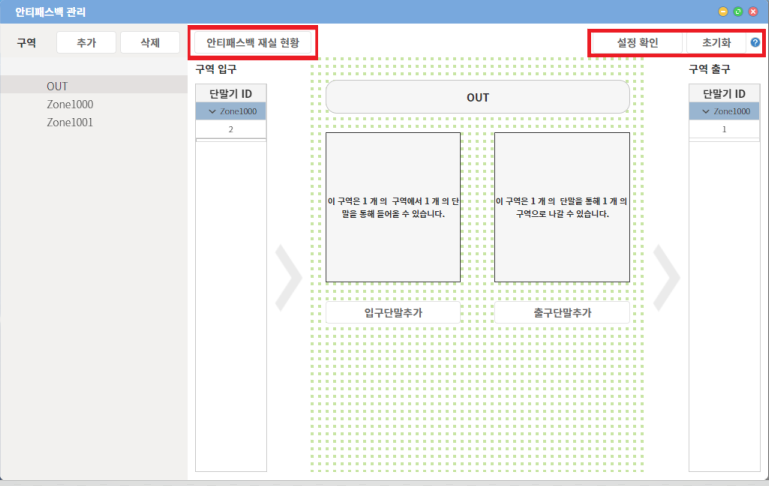 안티패스백 관리
구역 추가 삭제 안티패스백 재실 현황 설정 확인 초기화 ?
구역 입구
구역 출구
OUT
Zone1000
Zone1001
단말기 ID
Zone1000
2
OUT
이 구역은 1 개 의 구역에서 1 개 의 단
말을 통해 들어올 수 있습니다.
이 구역은 1 개 의 단말을 통해 1 개 의
구역으로 나갈 수 있습니다.
입구단말추가
출구단말추가
단말기 ID
Zone1000
1